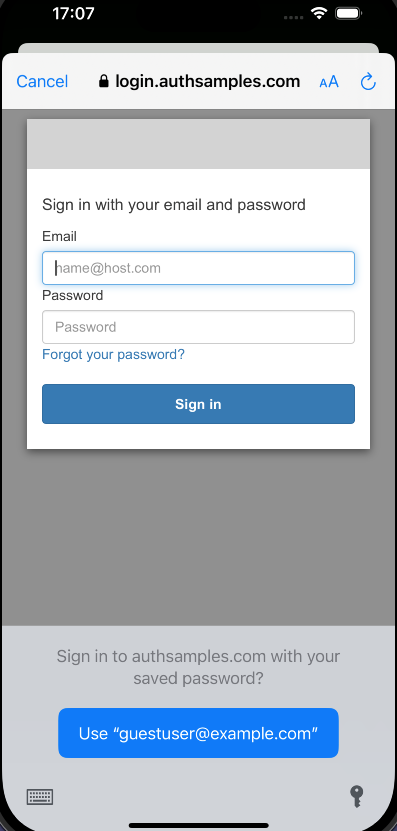 17:07
Cancel login.authsamples.com AA
Sign in with your email and password
Email
name@host.com
Password
Password
Forgot your password?
Sign in
Sign in to authsamples.com with your
saved password?
Use “guestuser@example.com”